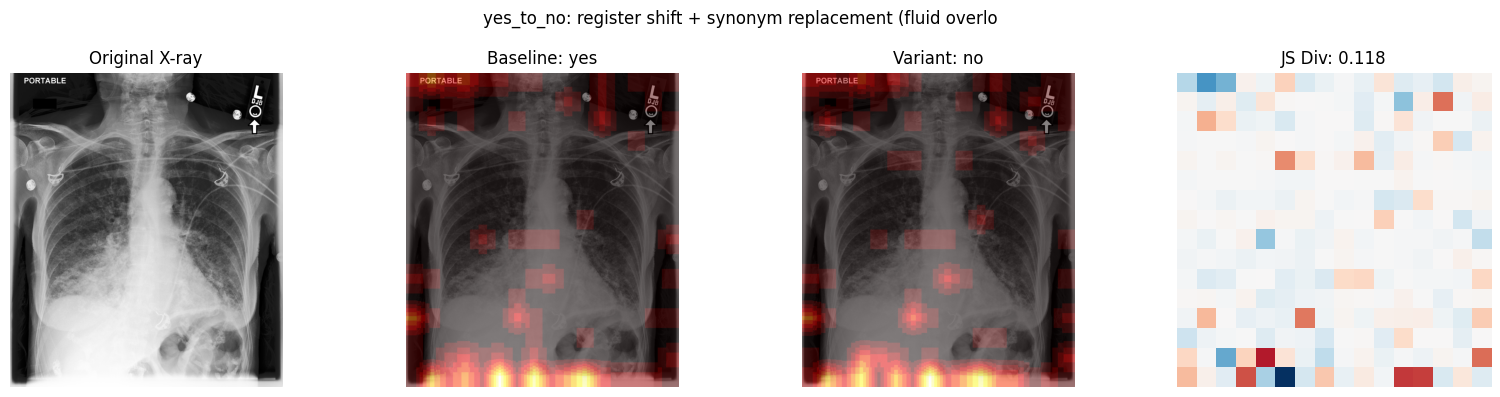 yes_to_no: register shift + synonym replacement (fluid overlo
Original X-ray
Baseline: yes
Variant: no
JS Div: 0.118
PORTABLE
L
PORTABLE
L
PORTABLE
L